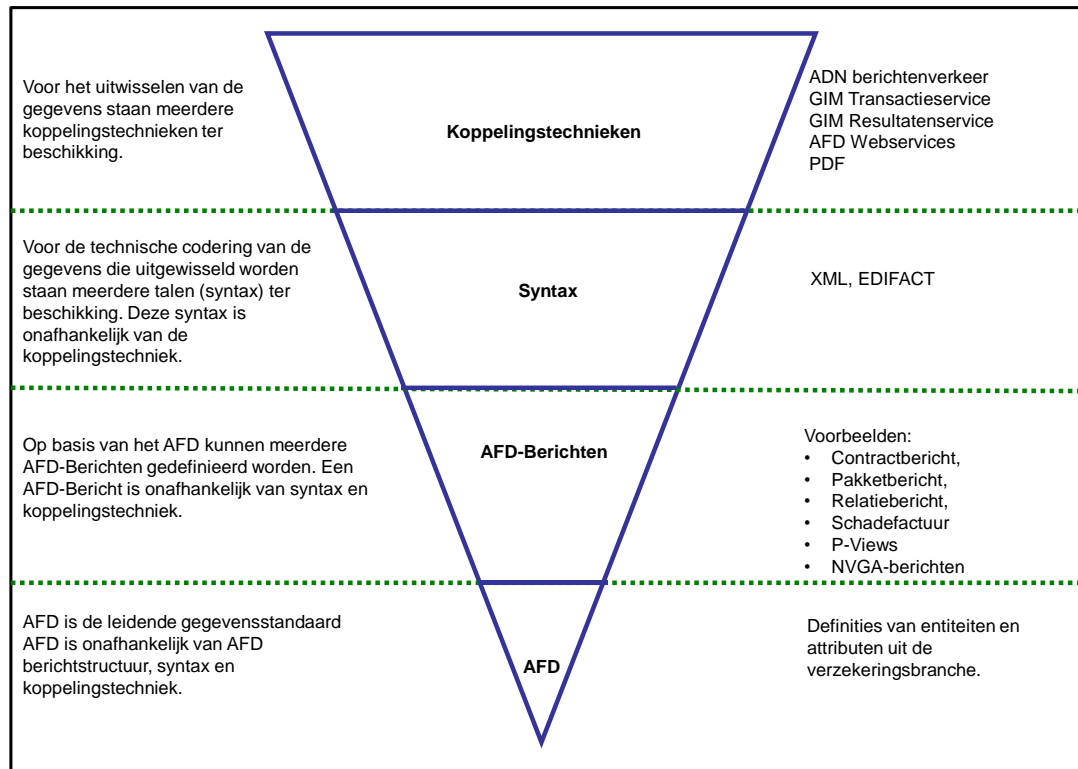 Voor het uitwisselen van de
gegevens staan meerdere
koppelingstechnieken ter
beschikking.
Koppelingstechnieken
ADN berichtenverkeer
GIM Transactieservice
GIM Resultatenservice
AFD Webservices
PDF
Voor de technische codering van de
gegevens die uitgewisseld worden
staan meerdere talen (syntax) ter
beschikking. Deze syntax is
onafhankelijk van de
koppelingstechniek.
Syntax
XML, EDIFACT
Op basis van het AFD kunnen meerdere
AFD-Berichten gedefinieerd worden. Een
AFD-Bericht is onafhankelijk van syntax en
koppelingstechniek.
AFD-Berichten
Voorbeelden:
• Contractbericht,
• Pakketbericht,
• Relatiebericht,
• Schadefactuur
• P-Views
• NVGA-berichten
AFD is de leidende gegevensstandaard
AFD is onafhankelijk van AFD
berichtstructuur, syntax en
koppelingstechniek.
AFD
Definities van entiteiten en
attributen uit de
verzekeringsbranche.